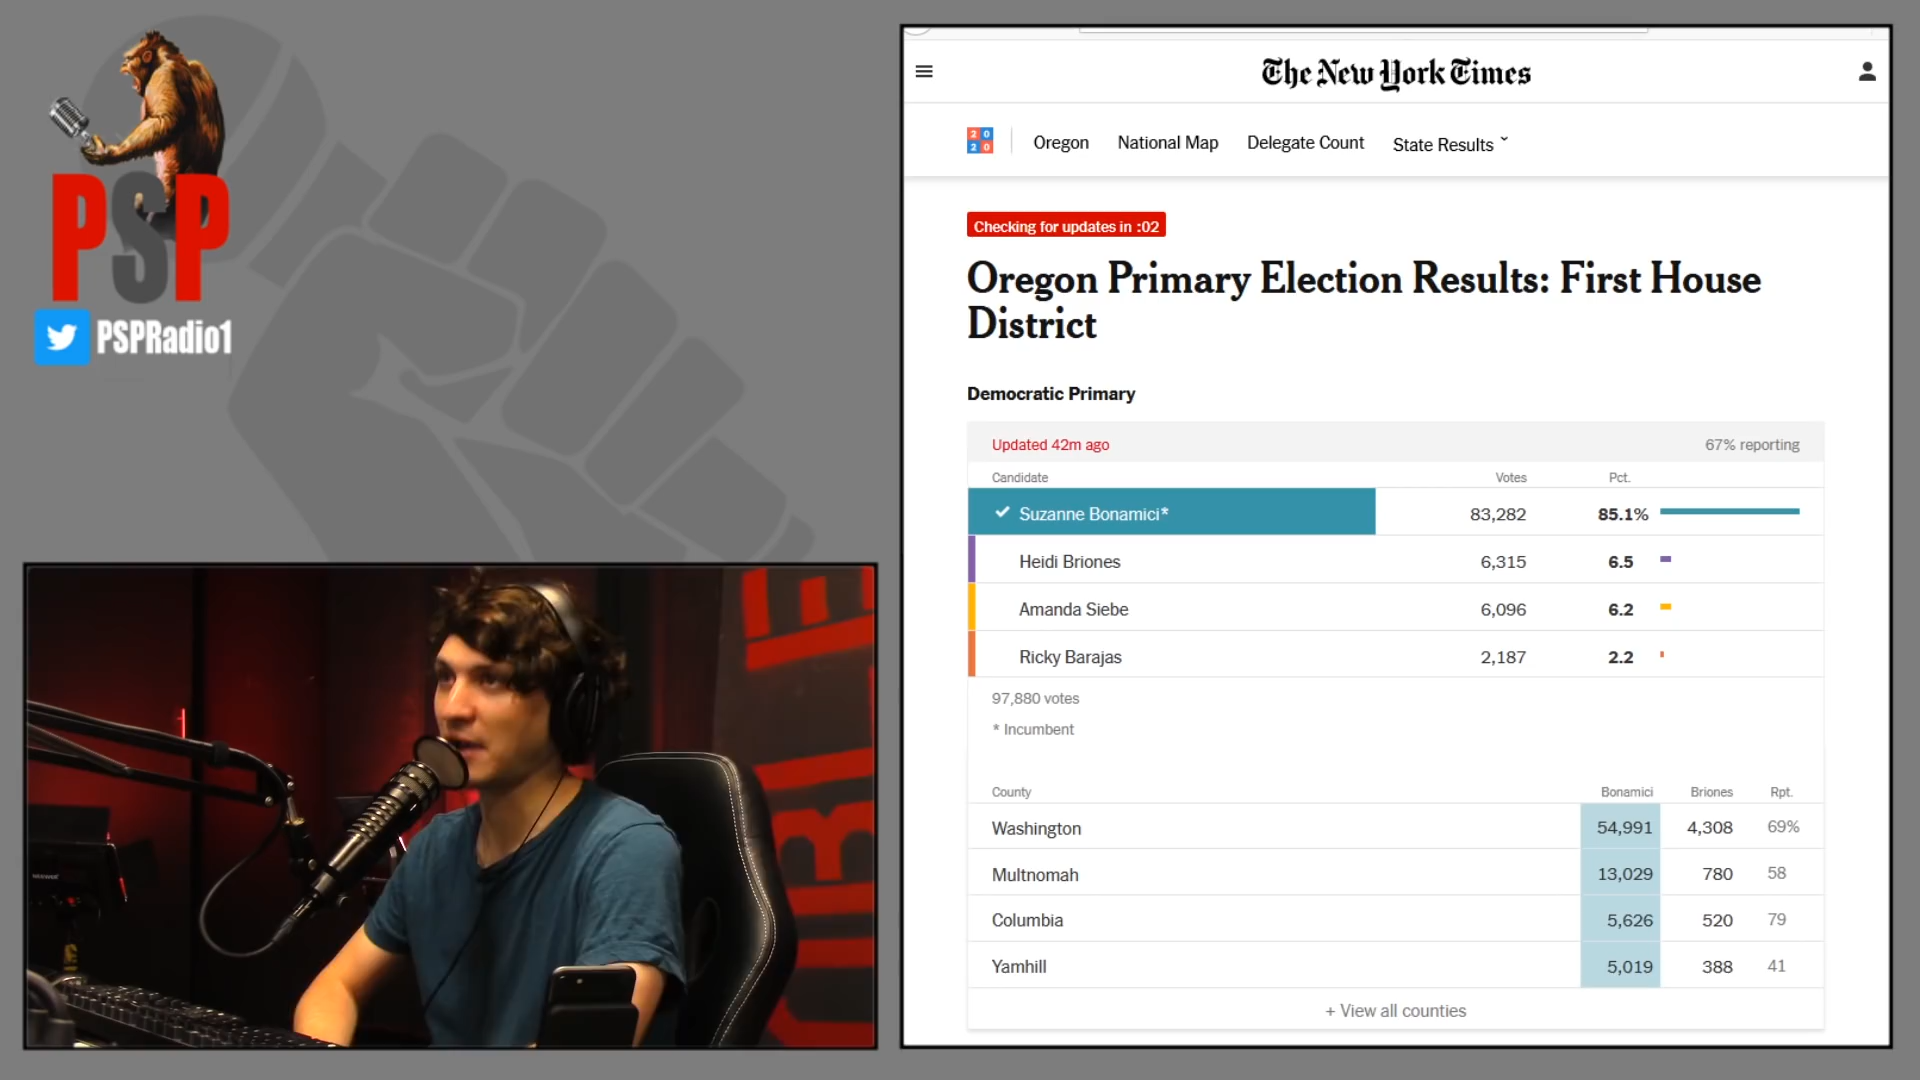 PSP
PSPRadio1
The New York Times
20
20
Oregon National Map Delegate Count State Results
Checking for updates in :02
Oregon Primary Election Results: First House
District
Democratic Primary
Updated 42m ago 67% reporting
Candidate Votes Pct.
Suzanne Bonamici* 83,282 85.1%
Heidi Briones 6,315 6.5
Amanda Siebe 6,096 6.2
Ricky Barajas 2,187 2.2
97,880 votes
* Incumbent
County Bonamici Briones Rpt.
Washington 54,991 4,308 69%
Multnomah 13,029 780 58
Columbia 5,626 520 79
Yamhill 5,019 388 41
+ View all counties